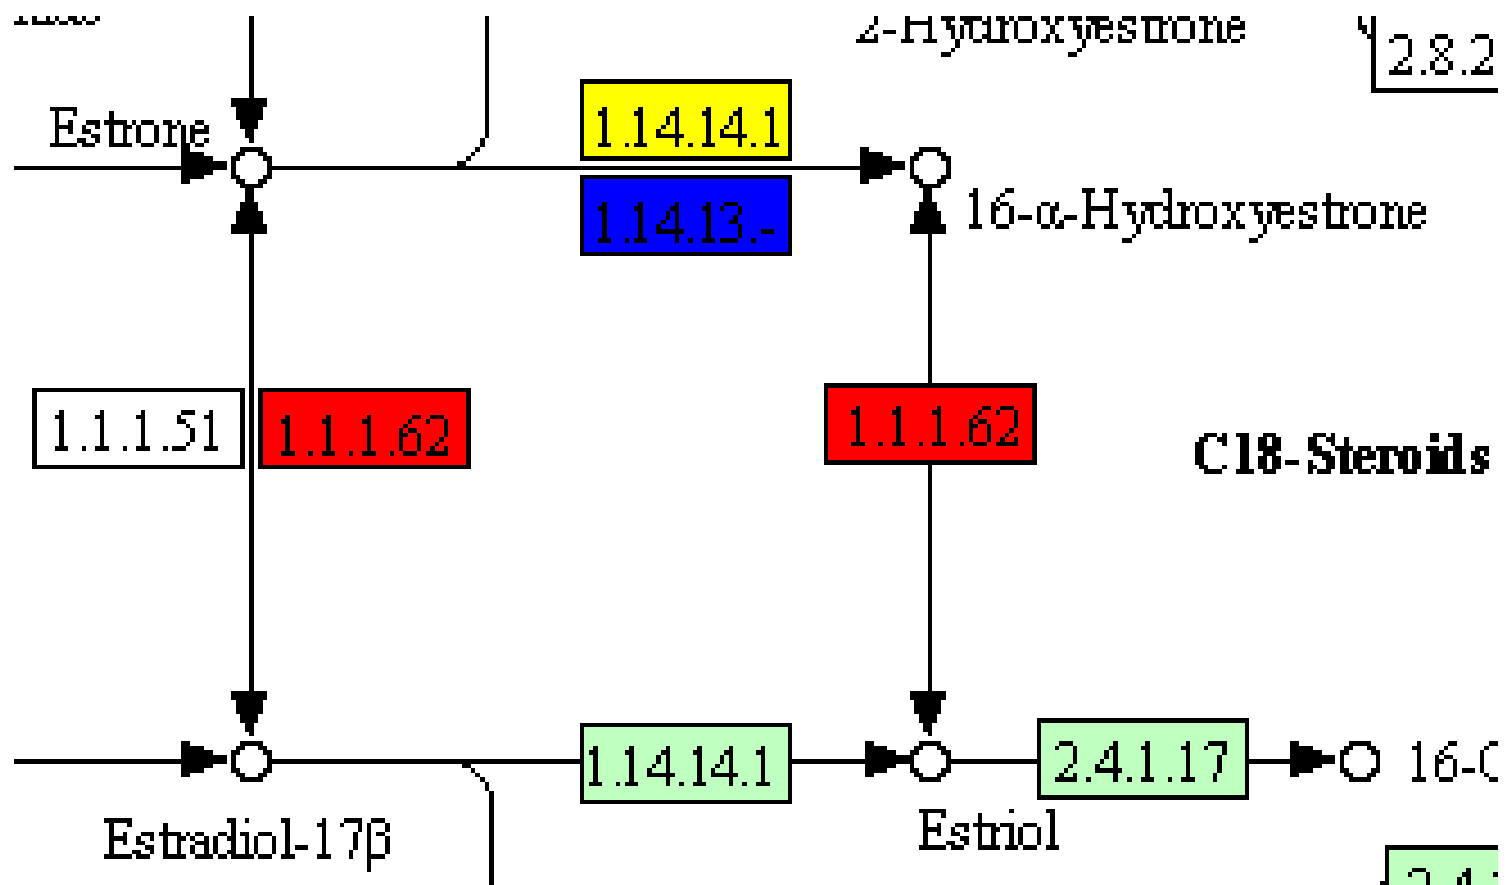 2-Hydroxyestrone
2.8.2
Estrone
1.14.14.1
1.14.13.-
16-α-Hydroxyestrone
1.1.1.51
1.1.1.62
1.1.1.62
C18-Steroids
1.14.14.1
2.4.1.17
16-
Estradiol-17β
Estriol